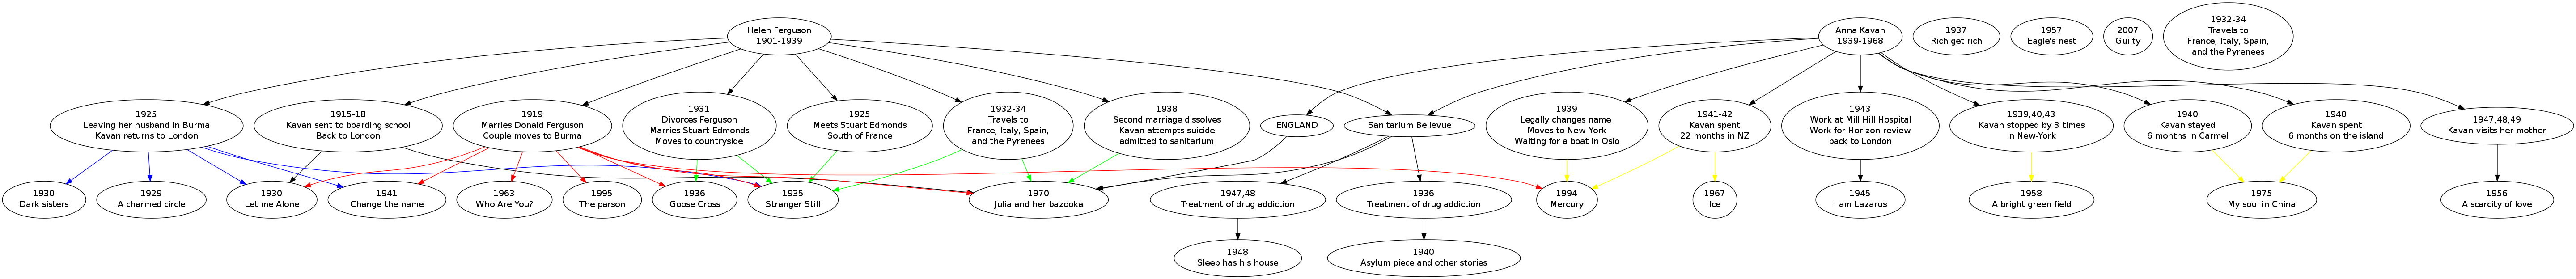 Helen Ferguson
1901-1939
Anna Kavan
1939-1968
1937
Rich get rich
1957
Eagle's nest
2007
Guilty
1932-34
Travels to
France, Italy, Spain,
and the Pyrenees
1925
Leaving her husband in Burma
Kavan returns to London
1915-18
Kavan sent to boarding school
Back to London
1919
Marries Donald Ferguson
Couple moves to Burma
1931
Divorces Ferguson
Marries Stuart Edmonds
Moves to countryside
1925
Meets Stuart Edmonds
South of France
1932-34
Travels to
France, Italy, Spain,
and the Pyrenees
1938
Second marriage dissolves
Kavan attempts suicide
admitted to sanitarium
ENGLAND
Sanitarium Bellevue
1939
Legally changes name
Moves to New York
Waiting for a boat in Oslo
1941-42
Kavan spent
22 months in NZ
1943
Work at Mill Hill Hospital
Work for Horizon review
back to London
1939,40,43
Kavan stopped by 3 times
in New-York
1940
Kavan stayed
6 months in Carmel
1940
Kavan spent
6 months on the island
1947,48,49
Kavan visits her mother
1930
Dark sisters
1929
A charmed circle
1930
Let me Alone
1941
Change the name
1963
Who Are You?
1995
The parson
1936
Goose Cross
1935
Stranger Still
1970
Julia and her bazooka
1947,48
Treatment of drug addiction
1936
Treatment of drug addiction
1994
Mercury
1967
Ice
1945
I am Lazarus
1958
A bright green field
1975
My soul in China
1956
A scarcity of love
1948
Sleep has his house
1940
Asylum piece and other stories